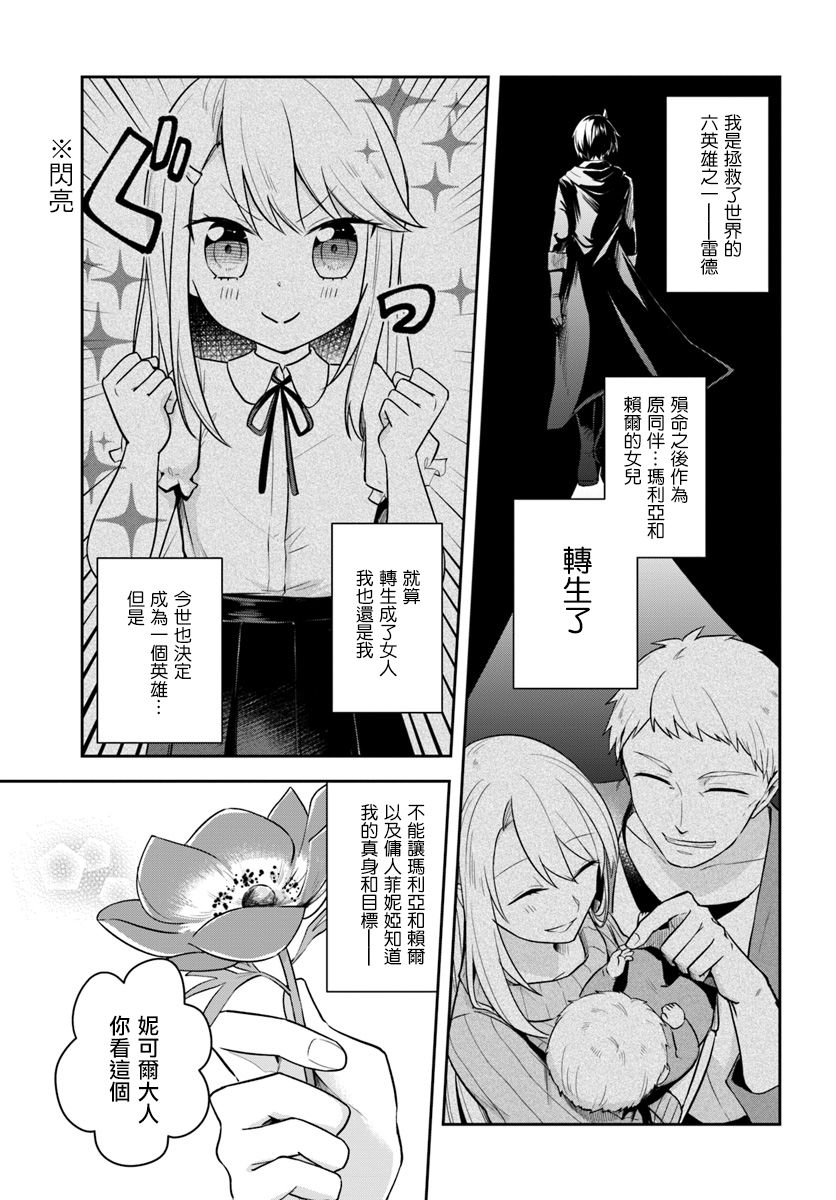 我是拯救了世界的
六英雄之一──雷德
殞命之後作為
原同伴…瑪利亞和
賴爾的女兒
轉生了
ぐっ
※閃亮
就算
轉生成了女人
我也還是我
今世也決定
成為一個英雄…
但是
不能讓瑪利亞和賴爾
以及傭人菲妮婭知道
我的真身和目標──
妮可爾大人
你看這個